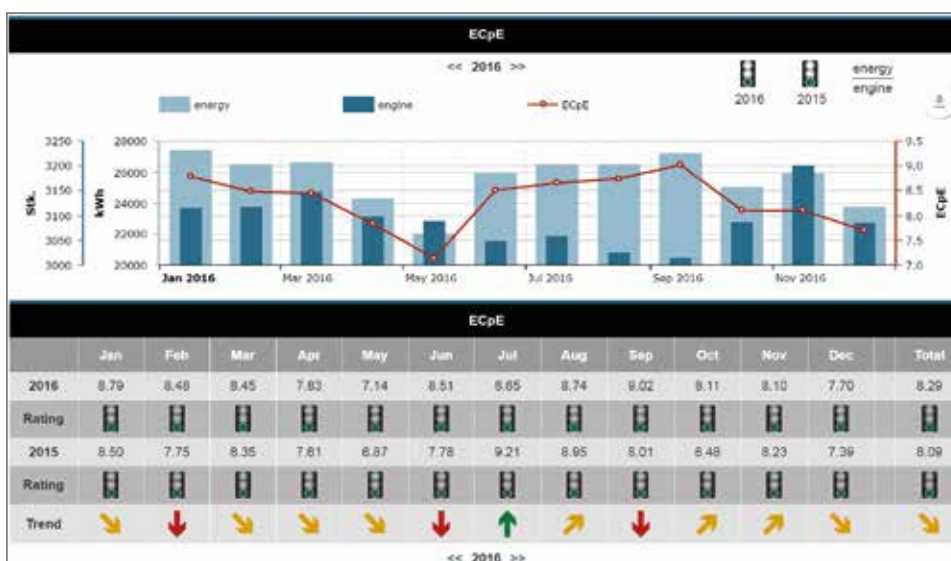 ECpE
<< 2016 >>
energy
engine
ECpE
2016
2015
energy
engine
3250
3200
3150
3100
3050
3000
Stk.
28000
26000
24000
22000
20000
kWh
9.5
9.0
8.5
8.0
7.5
7.0
ECpE
Jan 2016 Mar 2016 May 2016 Jul 2016 Sep 2016 Nov 2016
ECpE
Jan Feb Mar Apr May Jun Jul Aug Sep Oct Nov Dec Total
2016 8.79 8.48 8.45 7.83 7.14 8.51 8.65 8.74 9.02 8.11 8.10 7.70 8.29
Rating
2015 8.50 7.75 8.35 7.61 6.87 7.78 9.21 8.95 8.01 8.48 8.23 7.39 8.09
Rating
Trend
<< 2016 >>